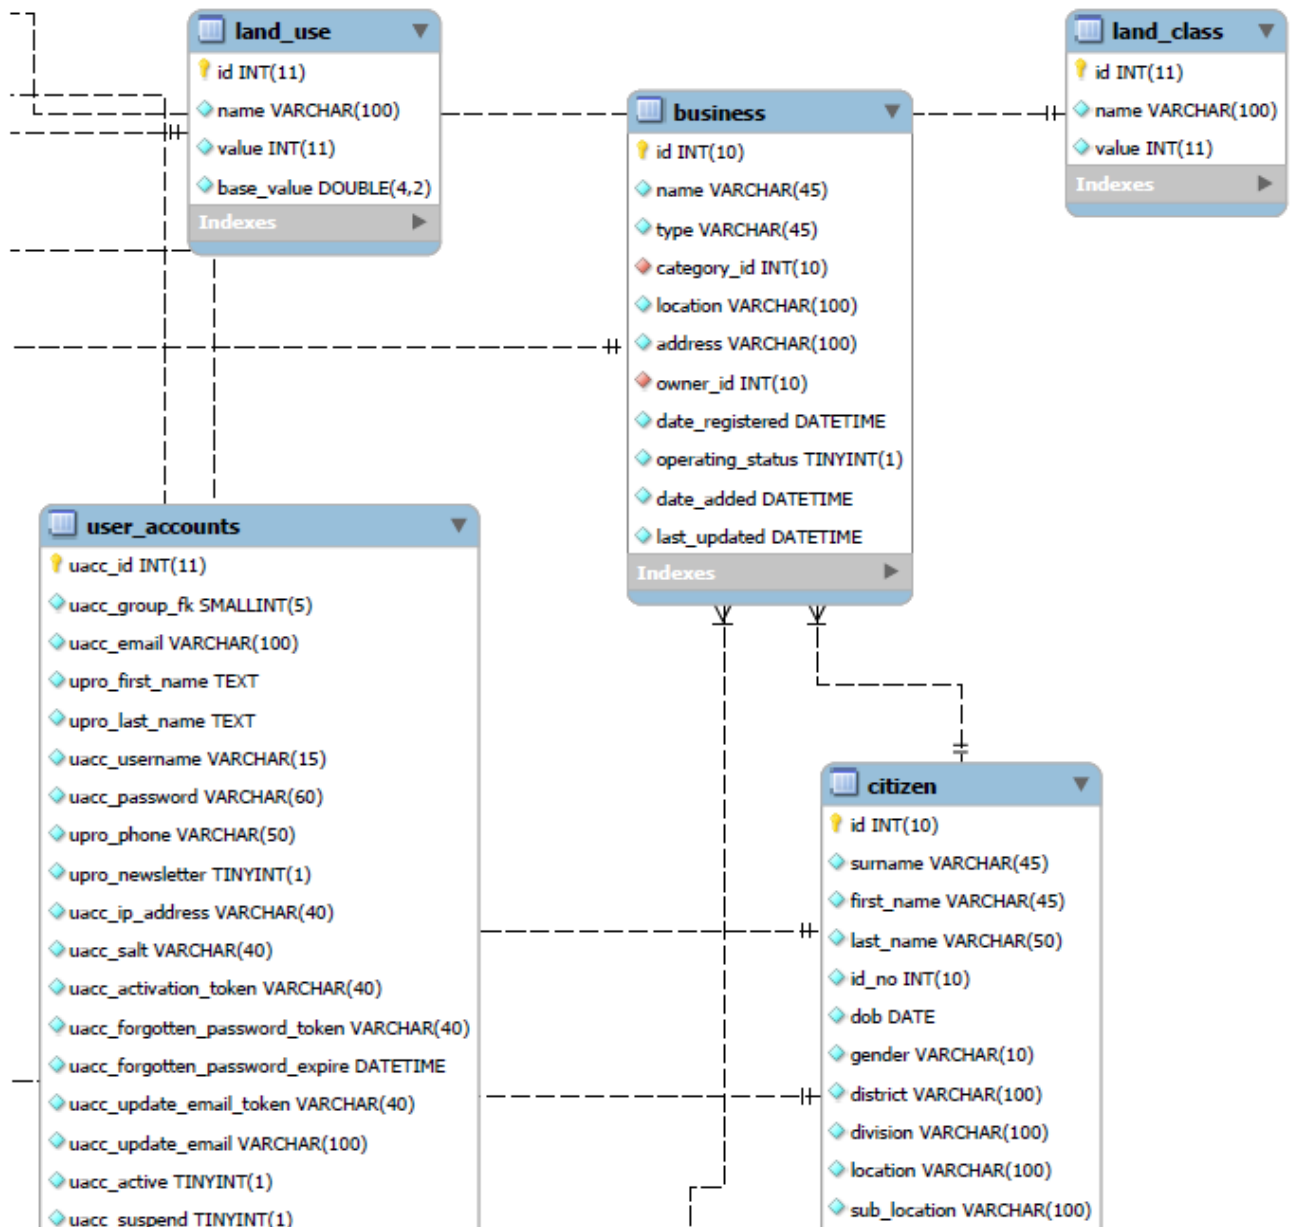 land_use
id INT(11)
name VARCHAR(100)
value INT(11)
base_value DOUBLE(4,2)
Indexes
business
id INT(10)
name VARCHAR(45)
type VARCHAR(45)
category_id INT(10)
location VARCHAR(100)
address VARCHAR(100)
owner_id INT(10)
date_registered DATETIME
operating_status TINYINT(1)
date_added DATETIME
last_updated DATETIME
Indexes
land_class
id INT(11)
name VARCHAR(100)
value INT(11)
Indexes
user_accounts
uacc_id INT(11)
uacc_group_fk SMALLINT(5)
uacc_email VARCHAR(100)
upro_first_name TEXT
upro_last_name TEXT
uacc_username VARCHAR(15)
uacc_password VARCHAR(60)
upro_phone VARCHAR(50)
upro_newsletter TINYINT(1)
uacc_ip_address VARCHAR(40)
uacc_salt VARCHAR(40)
uacc_activation_token VARCHAR(40)
uacc_forgotten_password_token VARCHAR(40)
uacc_forgotten_password_expire DATETIME
uacc_update_email_token VARCHAR(40)
uacc_update_email VARCHAR(100)
uacc_active TINYINT(1)
uacc_suspend TINYINT(1)
citizen
id INT(10)
surname VARCHAR(45)
first_name VARCHAR(45)
last_name VARCHAR(50)
id_no INT(10)
dob DATE
gender VARCHAR(10)
district VARCHAR(100)
division VARCHAR(100)
location VARCHAR(100)
sub_location VARCHAR(100)